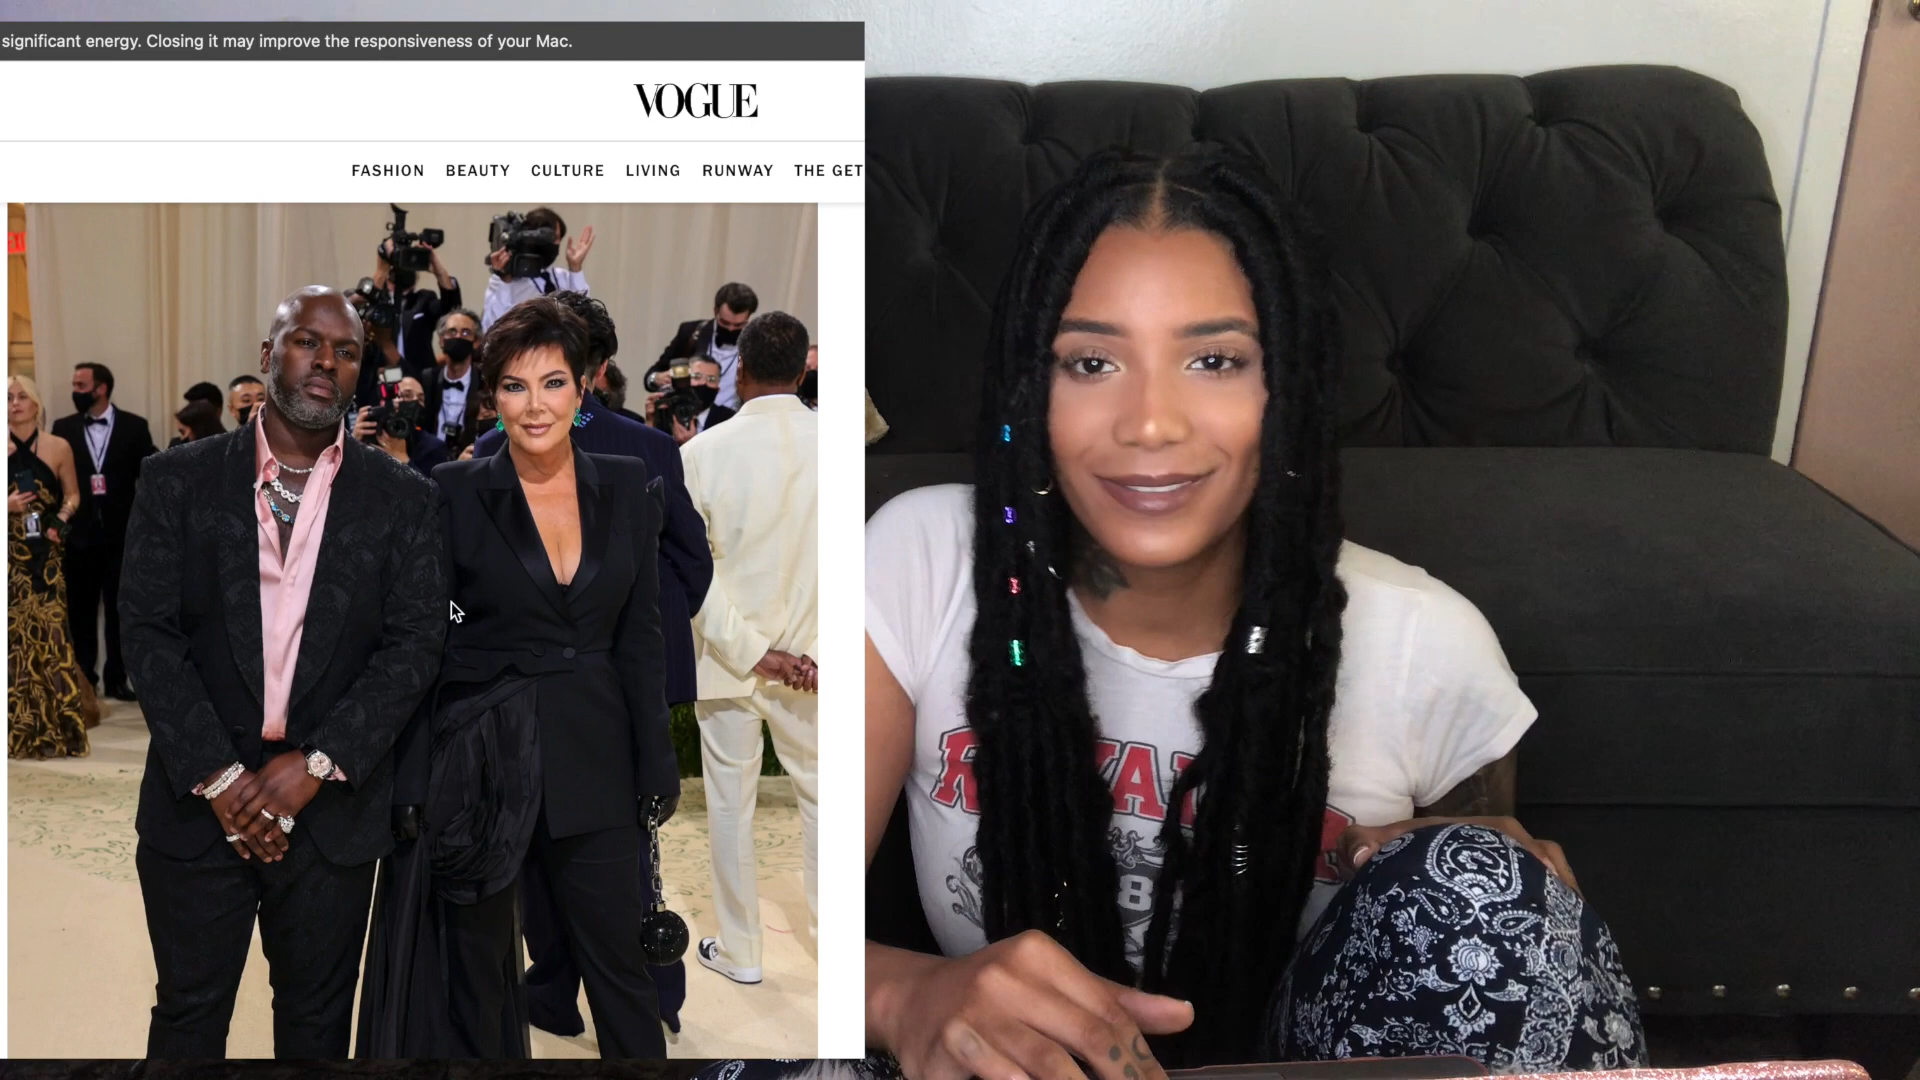 significant energy. Closing it may improve the responsiveness of your Mac.
VOGUE
FASHION BEAUTY CULTURE LIVING RUNWAY THE GET
8